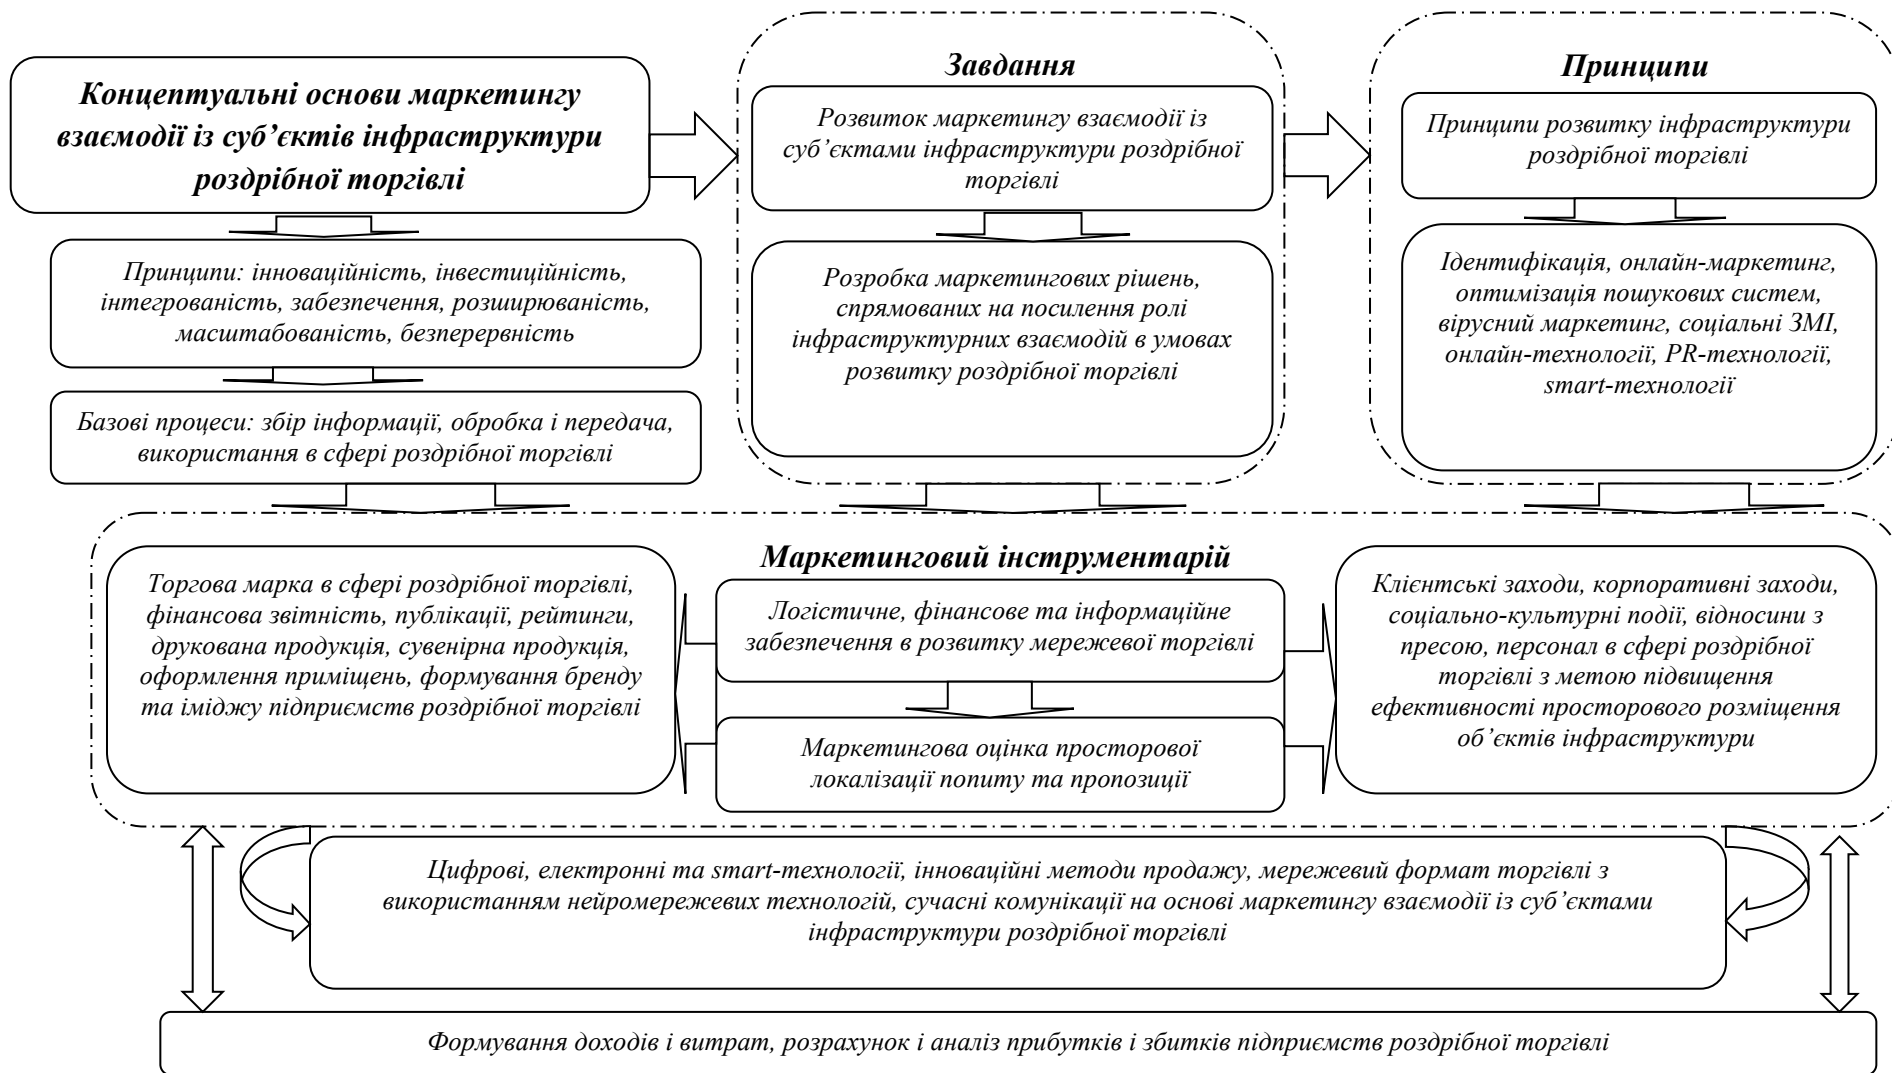 Концептуальні основи маркетингу
взаємодії із суб’єктів інфраструктури
роздрібної торгівлі
Принципи: інноваційність, інвестиційність,
інтегрованість, забезпечення, розширюваність,
масштабованість, безперервність
Базові процеси: збір інформації, обробка і передача,
використання в сфері роздрібної торгівлі
Завдання
Розвиток маркетингу взаємодії із
суб’єктами інфраструктури роздрібної
торгівлі
Розробка маркетингових рішень,
спрямованих на посилення ролі
інфраструктурних взаємодій в умовах
розвитку роздрібної торгівлі
Принципи
Принципи розвитку інфраструктури
роздрібної торгівлі
Ідентифікація, онлайн-маркетинг,
оптимізація пошукових систем,
вірусний маркетинг, соціальні ЗМІ,
онлайн-технології, PR-технології,
smart-технології
Маркетинговий інструментарій
Торгова марка в сфері роздрібної торгівлі,
фінансова звітність, публікації, рейтинги,
друкована продукція, сувенірна продукція,
оформлення приміщень, формування бренду
та іміджу підприємств роздрібної торгівлі
Логістичне, фінансове та інформаційне
забезпечення в розвитку мережевої торгівлі
Маркетингова оцінка просторової
локалізації попиту та пропозиції
Клієнтські заходи, корпоративні заходи,
соціально-культурні події, відносини з
пресою, персонал в сфері роздрібної
торгівлі з метою підвищення
ефективності просторового розміщення
об’єктів інфраструктури
Цифрові, електронні та smart-технології, інноваційні методи продажу, мережевий формат торгівлі з
використанням нейромережевих технологій, сучасні комунікації на основі маркетингу взаємодії із суб’єктами
інфраструктури роздрібної торгівлі
Формування доходів і витрат, розрахунок і аналіз прибутків і збитків підприємств роздрібної торгівлі